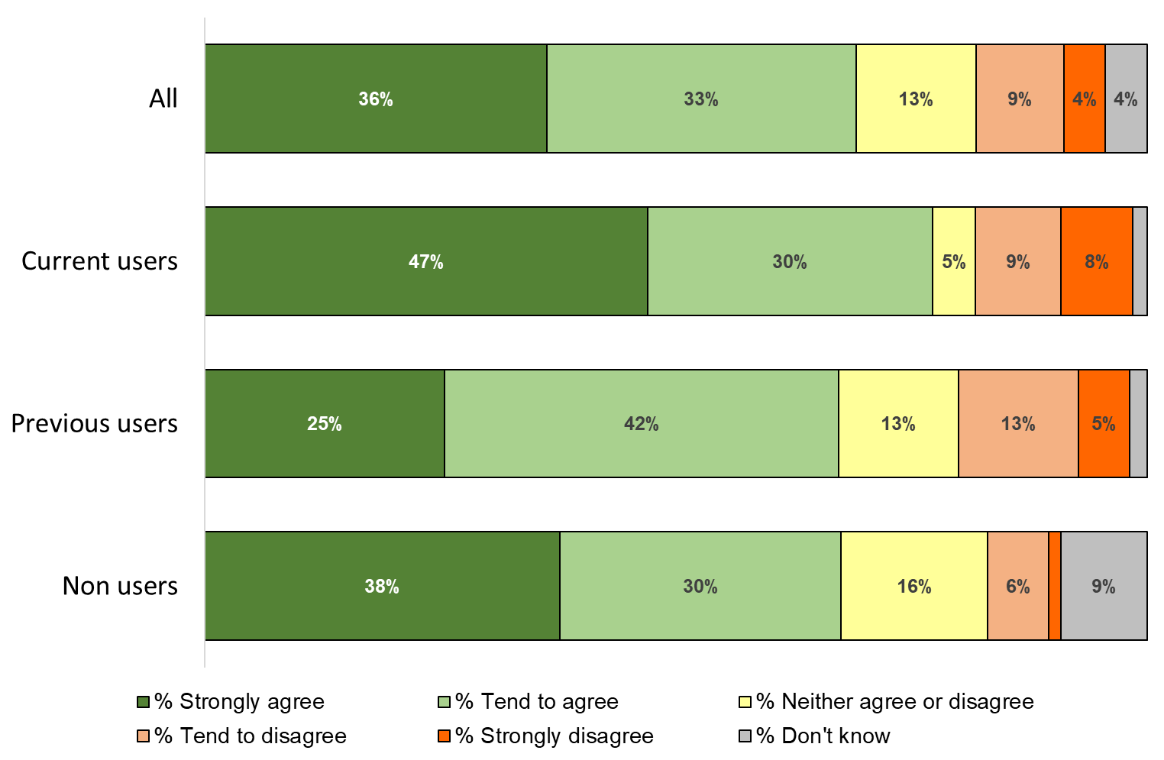 All 36% 33% 13% 9% 4% 4%
Current users 47% 30% 5% 9% 8%
Previous users 25% 42% 13% 13% 5%
Non users 38% 30% 16% 6% 9%
% Strongly agree % Tend to agree % Neither agree or disagree
% Tend to disagree % Strongly disagree % Don't know